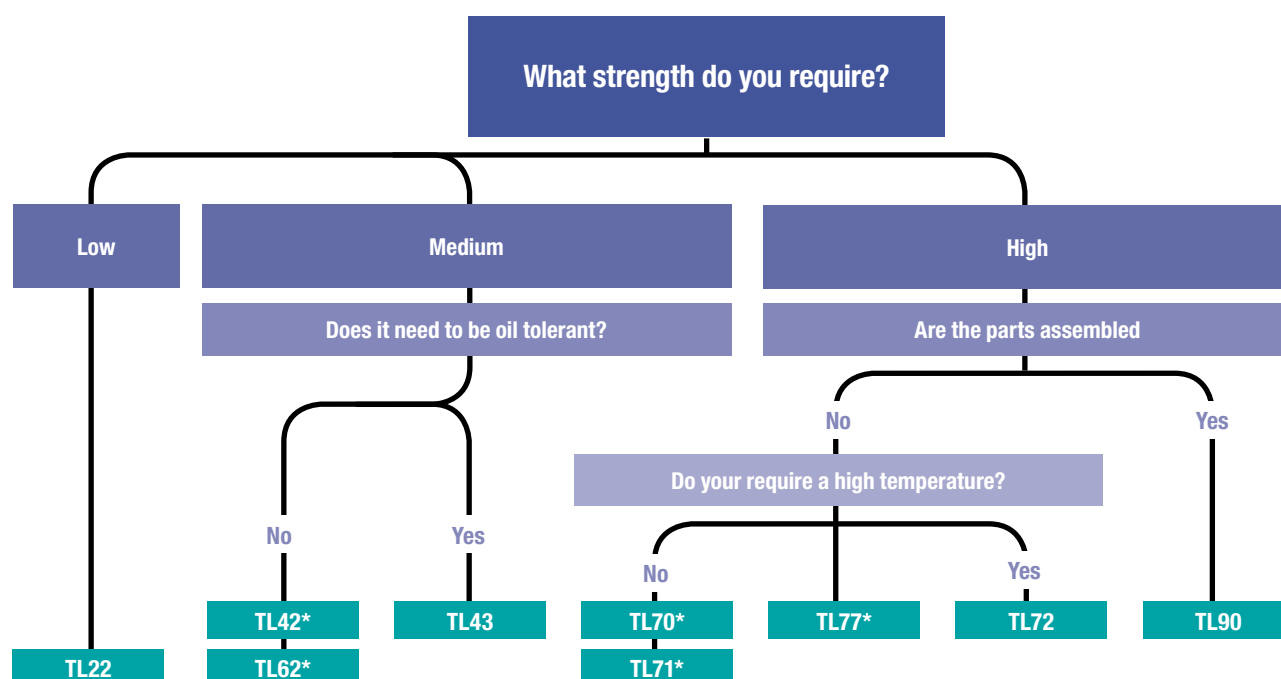 What strength do you require?
Low
Medium
High
Does it need to be oil tolerant?
Are the parts assembled
No
Yes
Do your require a high temperature?
No
Yes
No
Yes
TL42*
TL43
TL70*
TL77*
TL72
TL90
TL22
TL62*
TL71*